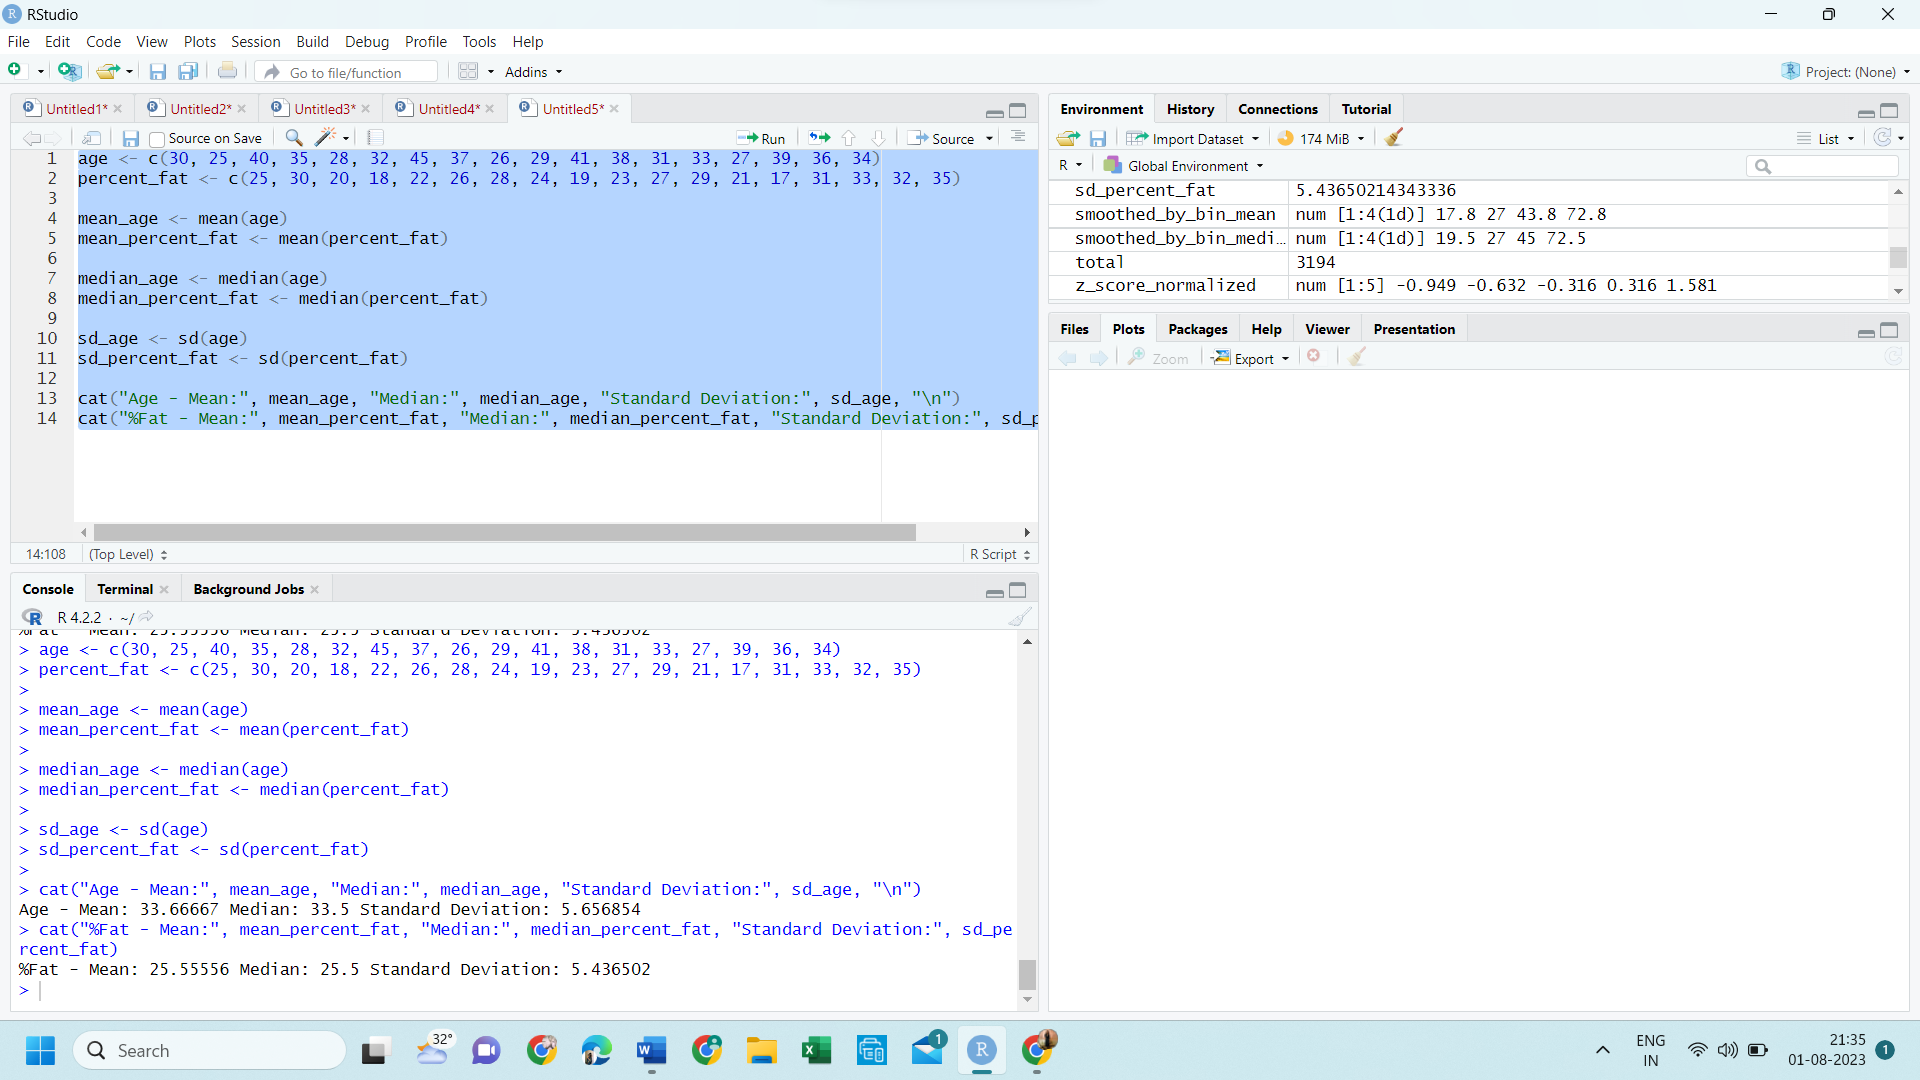 RStudio
File Edit Code View Plots Session Build Debug Profile Tools Help
Go to file/function Addins Project: (None)
Untitled1* Untitled2* Untitled3* Untitled4* Untitled5*
Source on Save Run Source
1 age <- c(30, 25, 40, 35, 28, 32, 45, 37, 26, 29, 41, 38, 31, 33, 27, 39, 36, 34)
2 percent_fat <- c(25, 30, 20, 18, 22, 26, 28, 24, 19, 23, 27, 29, 21, 17, 31, 33, 32, 35)
3
4 mean_age <- mean(age)
5 mean_percent_fat <- mean(percent_fat)
6
7 median_age <- median(age)
8 median_percent_fat <- median(percent_fat)
9
10 sd_age <- sd(age)
11 sd_percent_fat <- sd(percent_fat)
12
13 cat("Age - Mean:", mean_age, "Median:", median_age, "Standard Deviation:", sd_age, "\n")
14 cat("%Fat - Mean:", mean_percent_fat, "Median:", median_percent_fat, "Standard Deviation:", sd_p
14:108 (Top Level) R Script
Console Terminal Background Jobs
R 4.2.2 · ~/
%Fat - Mean: 25.55556 Median: 25.5 Standard Deviation: 5.436502
> age <- c(30, 25, 40, 35, 28, 32, 45, 37, 26, 29, 41, 38, 31, 33, 27, 39, 36, 34)
> percent_fat <- c(25, 30, 20, 18, 22, 26, 28, 24, 19, 23, 27, 29, 21, 17, 31, 33, 32, 35)
>
> mean_age <- mean(age)
> mean_percent_fat <- mean(percent_fat)
>
> median_age <- median(age)
> median_percent_fat <- median(percent_fat)
>
> sd_age <- sd(age)
> sd_percent_fat <- sd(percent_fat)
>
> cat("Age - Mean:", mean_age, "Median:", median_age, "Standard Deviation:", sd_age, "\n")
Age - Mean: 33.66667 Median: 33.5 Standard Deviation: 5.656854
> cat("%Fat - Mean:", mean_percent_fat, "Median:", median_percent_fat, "Standard Deviation:", sd_pe
rcent_fat)
%Fat - Mean: 25.55556 Median: 25.5 Standard Deviation: 5.436502
>
Environment History Connections Tutorial
Import Dataset 174 MiB List
R Global Environment
sd_percent_fat 5.43650214343336
smoothed_by_bin_mean num [1:4(1d)] 17.8 27 43.8 72.8
smoothed_by_bin_medi… num [1:4(1d)] 19.5 27 45 72.5
total 3194
z_score_normalized num [1:5] -0.949 -0.632 -0.316 0.316 1.581
Files Plots Packages Help Viewer Presentation
Zoom Export
Search 32° 1 ENG 21:35
IN 01-08-2023 1